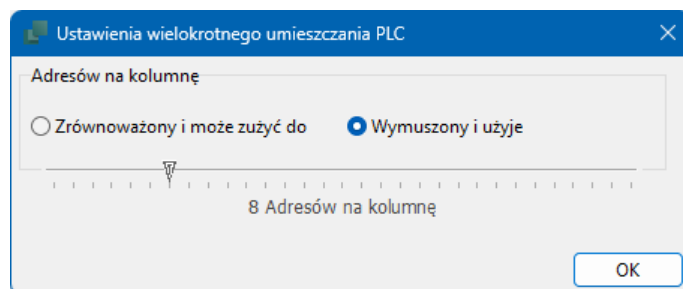 Ustawienia wielokrotnego umieszczania PLC
Adresów na kolumnę
Zrównoważony i może zużyć do
Wymuszony i użyje
8 Adresów na kolumnę
OK